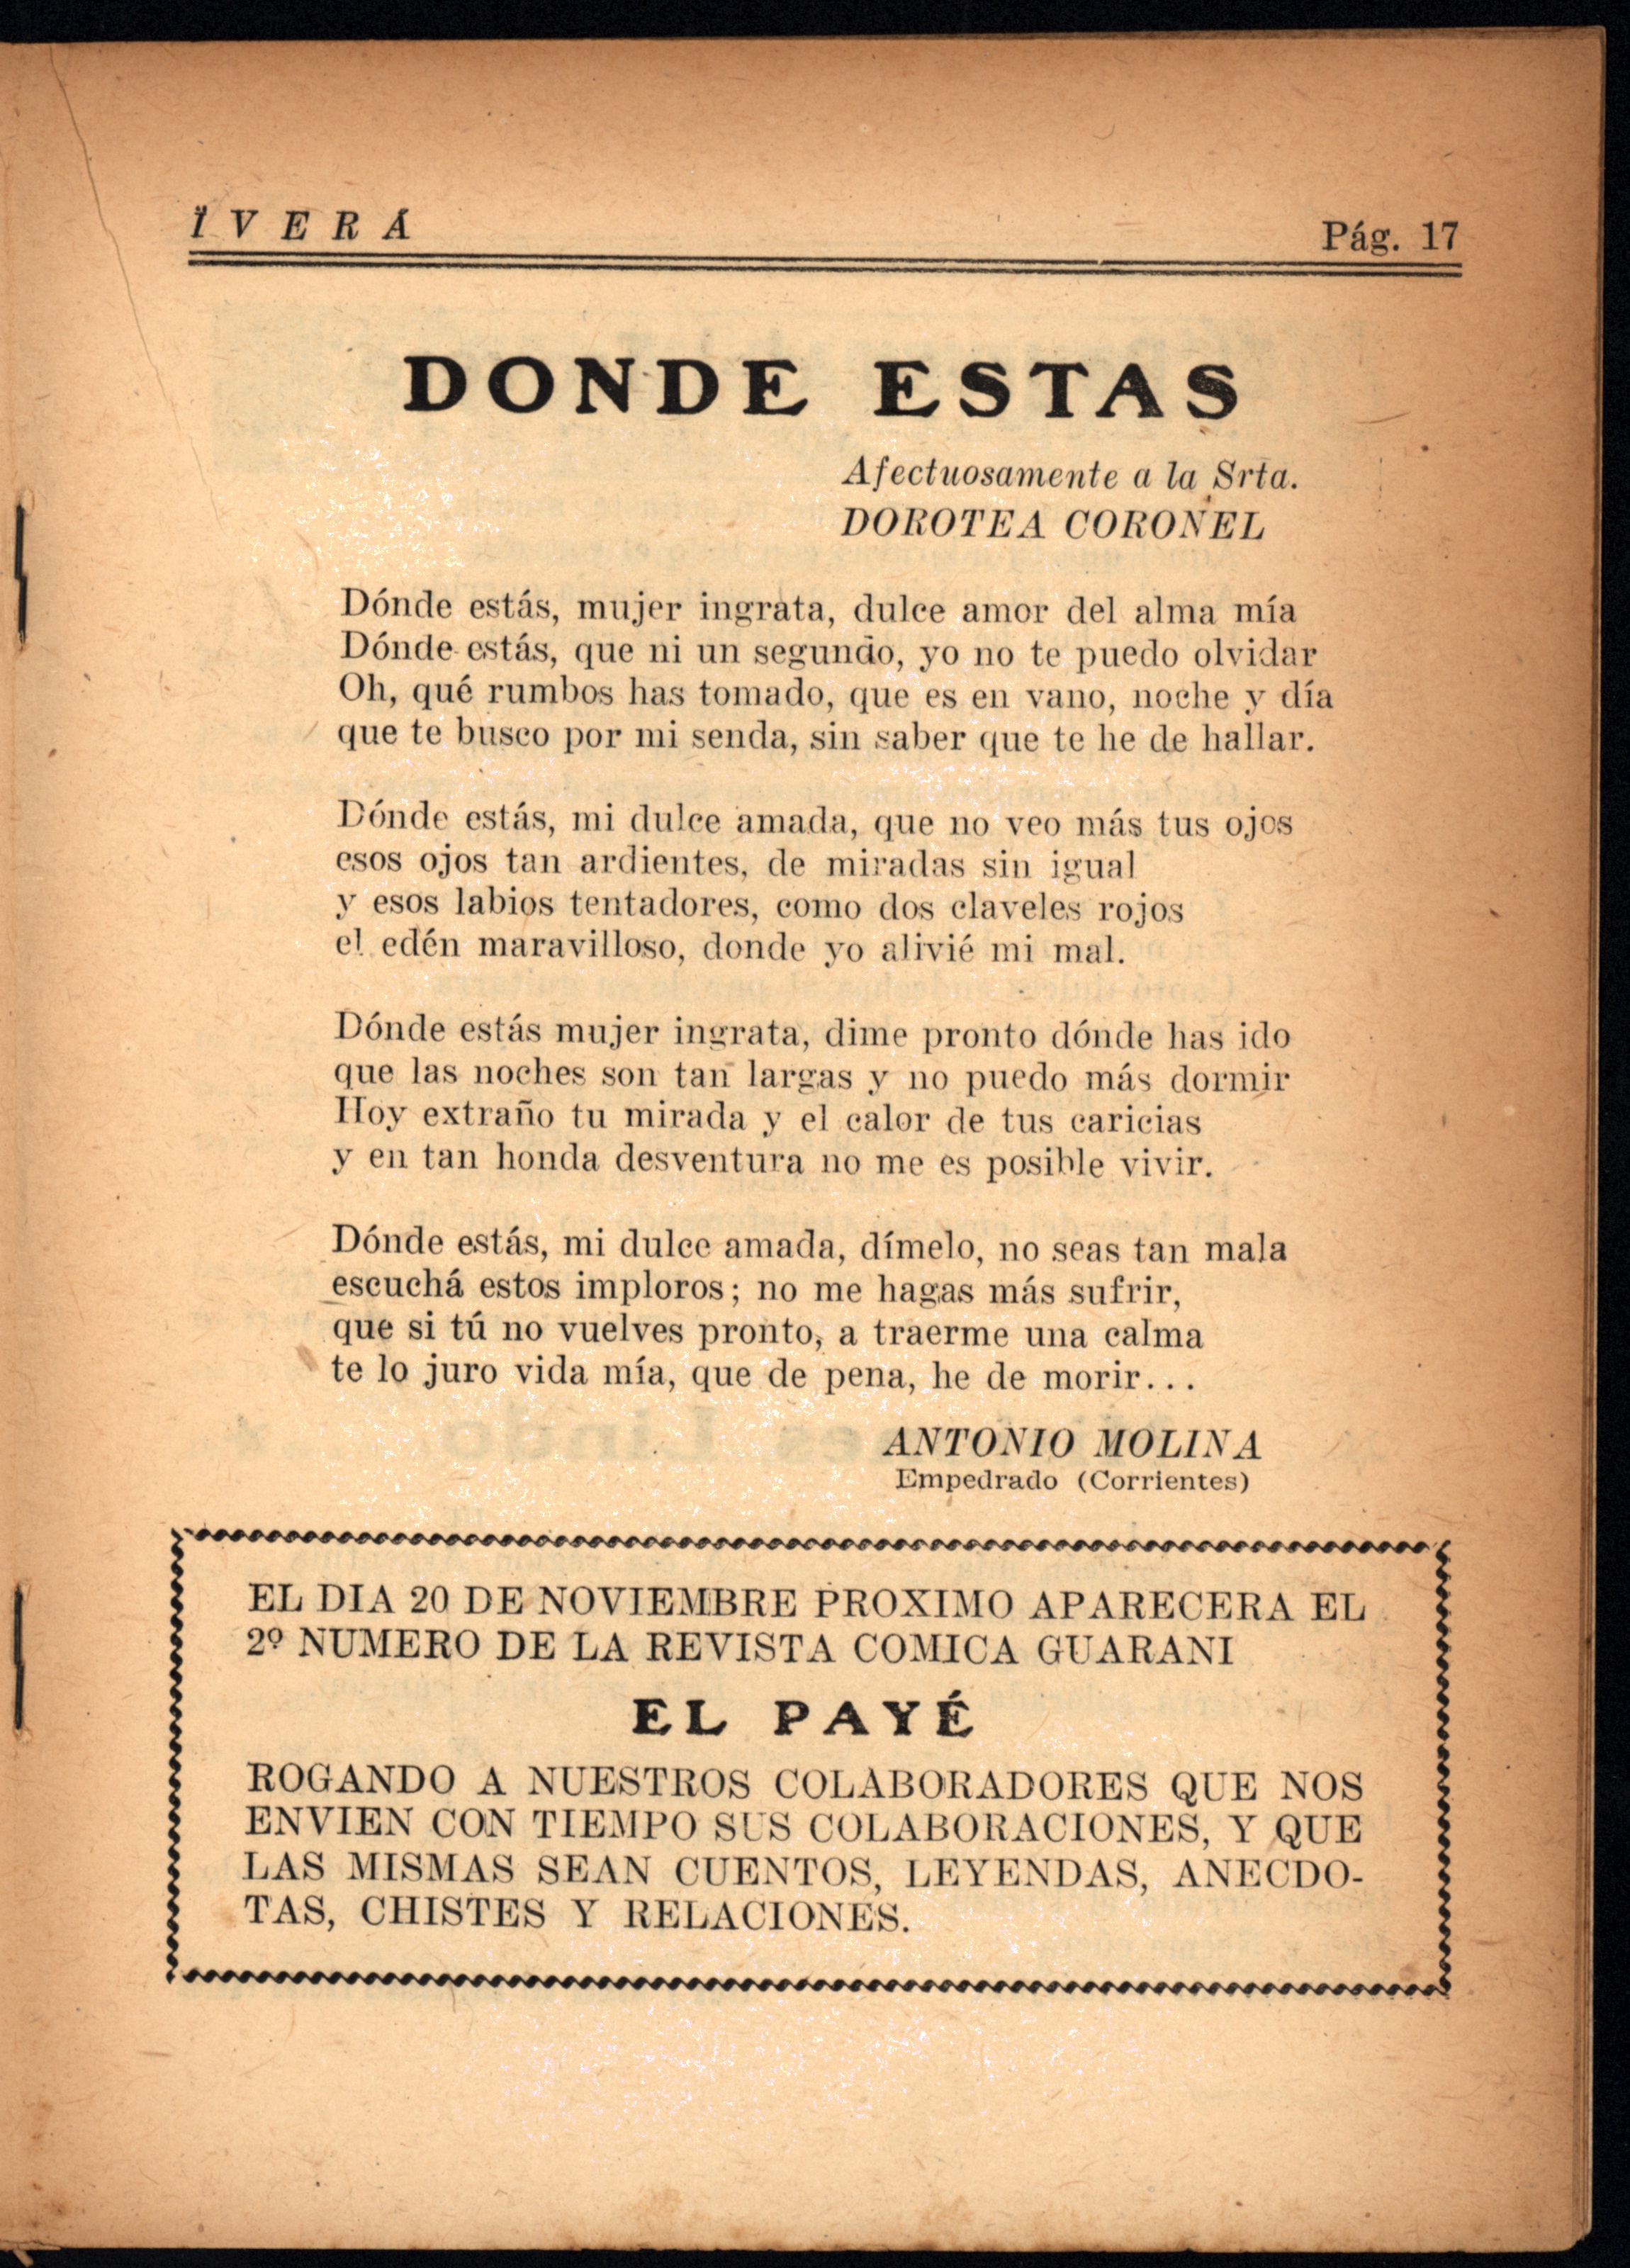 Ï V E R Á
Pág. 17
DONDE ESTAS
Afectuosamente a la Srta.
DOROTEA CORONEL
Dónde estás, mujer ingrata, dulce amor del alma mía
Dónde estás, que ni un segundo, yo no te puedo olvidar
Oh, qué rumbos has tomado, que es en vano, noche y día
que te busco por mi senda, sin saber que te he de hallar.
Dónde estás, mi dulce amada, que no veo más tus ojos
esos ojos tan ardientes, de miradas sin igual
y esos labios tentadores, como dos claveles rojos
el edén maravilloso, donde yo alivié mi mal.
Dónde estás mujer ingrata, dime pronto dónde has ido
que las noches son tan largas y no puedo más dormir
Hoy extraño tu mirada y el calor de tus caricias
y en tan honda desventura no me es posible vivir.
Dónde estás, mi dulce amada, dímelo, no seas tan mala
escuchá estos imploros; no me hagas más sufrir,
que si tú no vuelves pronto, a traerme una calma
te lo juro vida mía, que de pena, he de morir...
ANTONIO MOLINA
Empedrado (Corrientes)
EL DIA 20 DE NOVIEMBRE PROXIMO APARECERA EL
2º NUMERO DE LA REVISTA COMICA GUARANI
EL PAYÉ
ROGANDO A NUESTROS COLABORADORES QUE NOS
ENVIEN CON TIEMPO SUS COLABORACIONES, Y QUE
LAS MISMAS SEAN CUENTOS, LEYENDAS, ANECDO-
TAS, CHISTES Y RELACIONES.